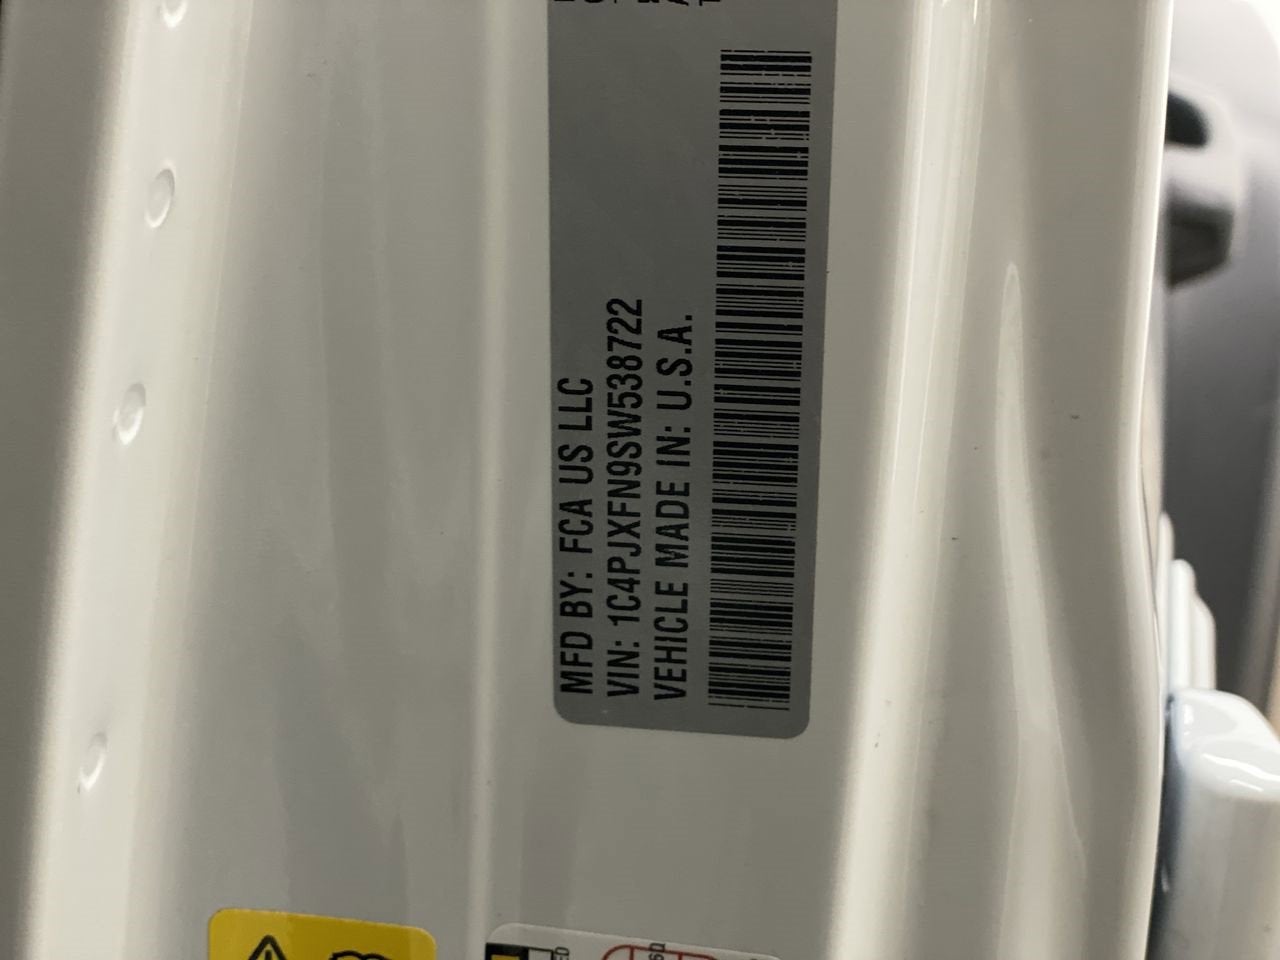 MFD BY: FCA US LLC
VIN: 1C4PJXFN9SW538722
VEHICLE MADE IN: U.S.A.